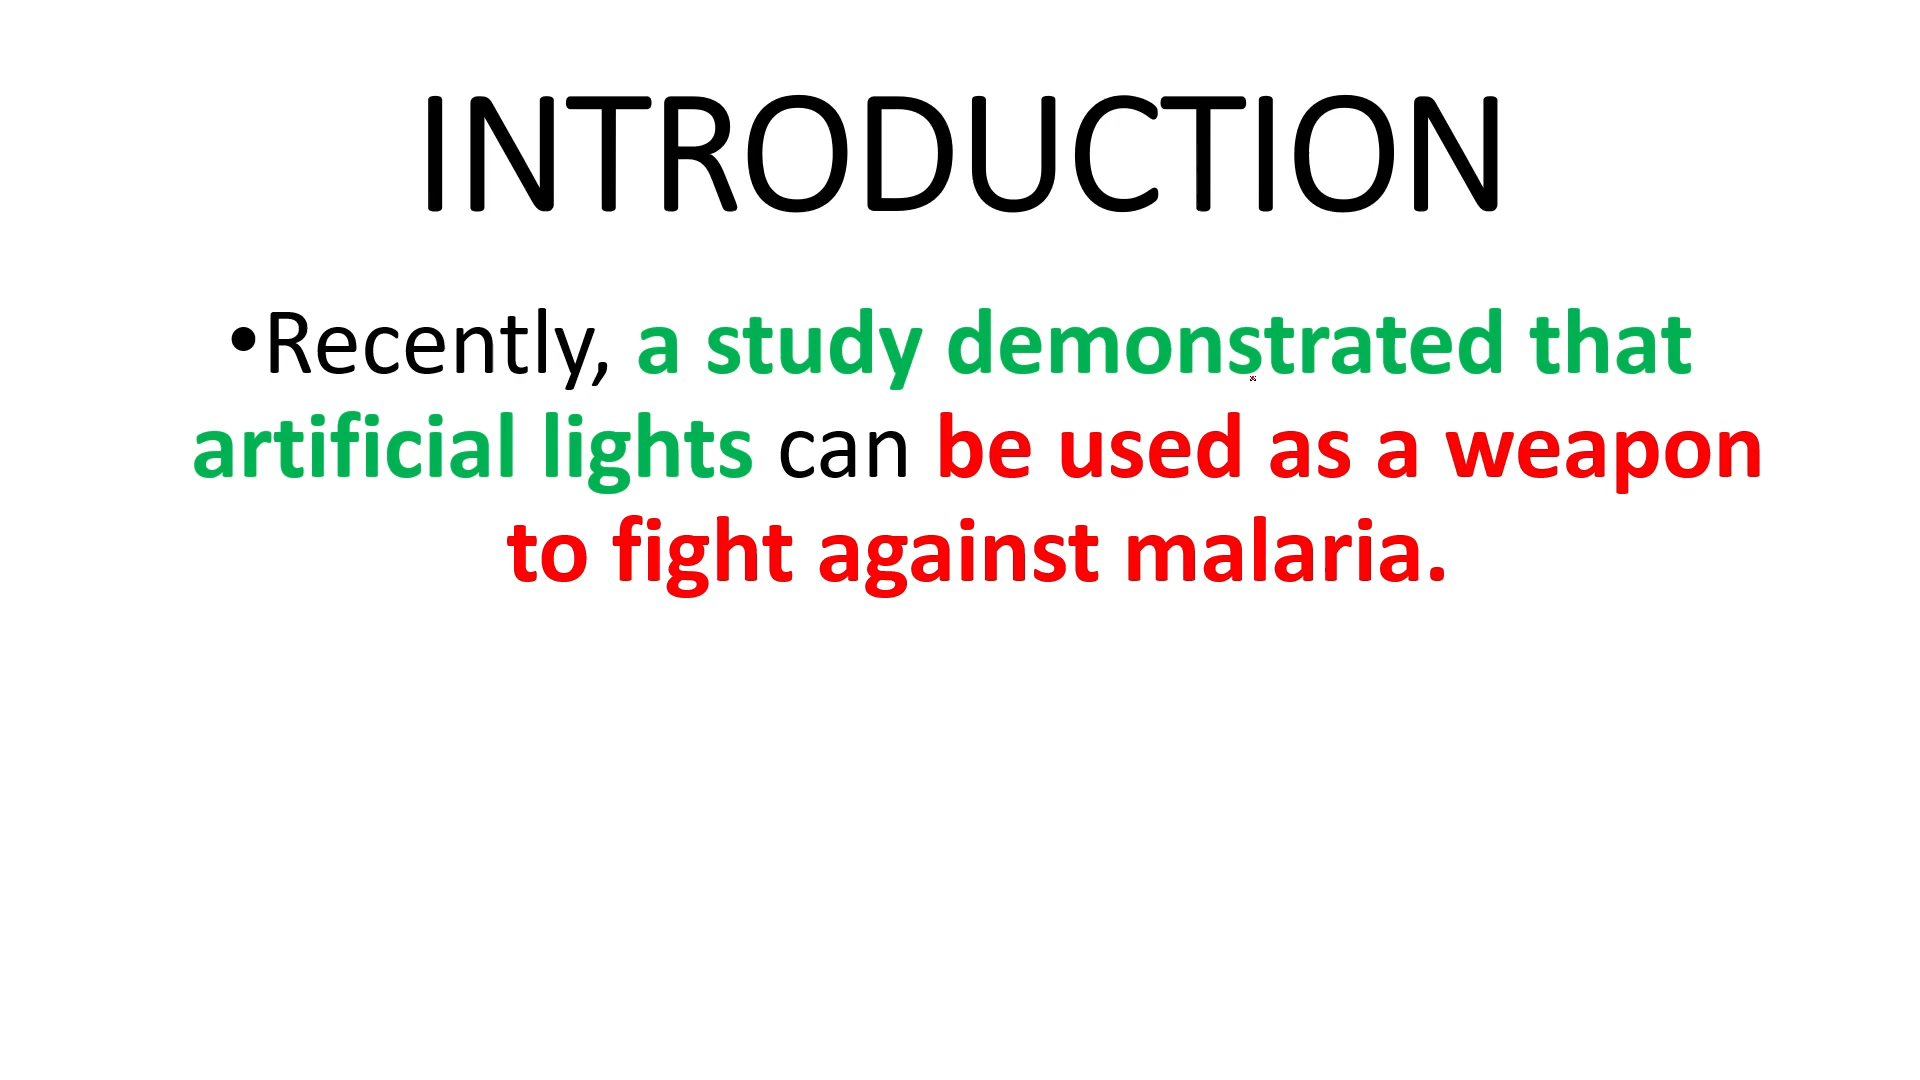 INTRODUCTION
•Recently, a study demonstrated that
artificial lights can be used as a weapon
to fight against malaria.